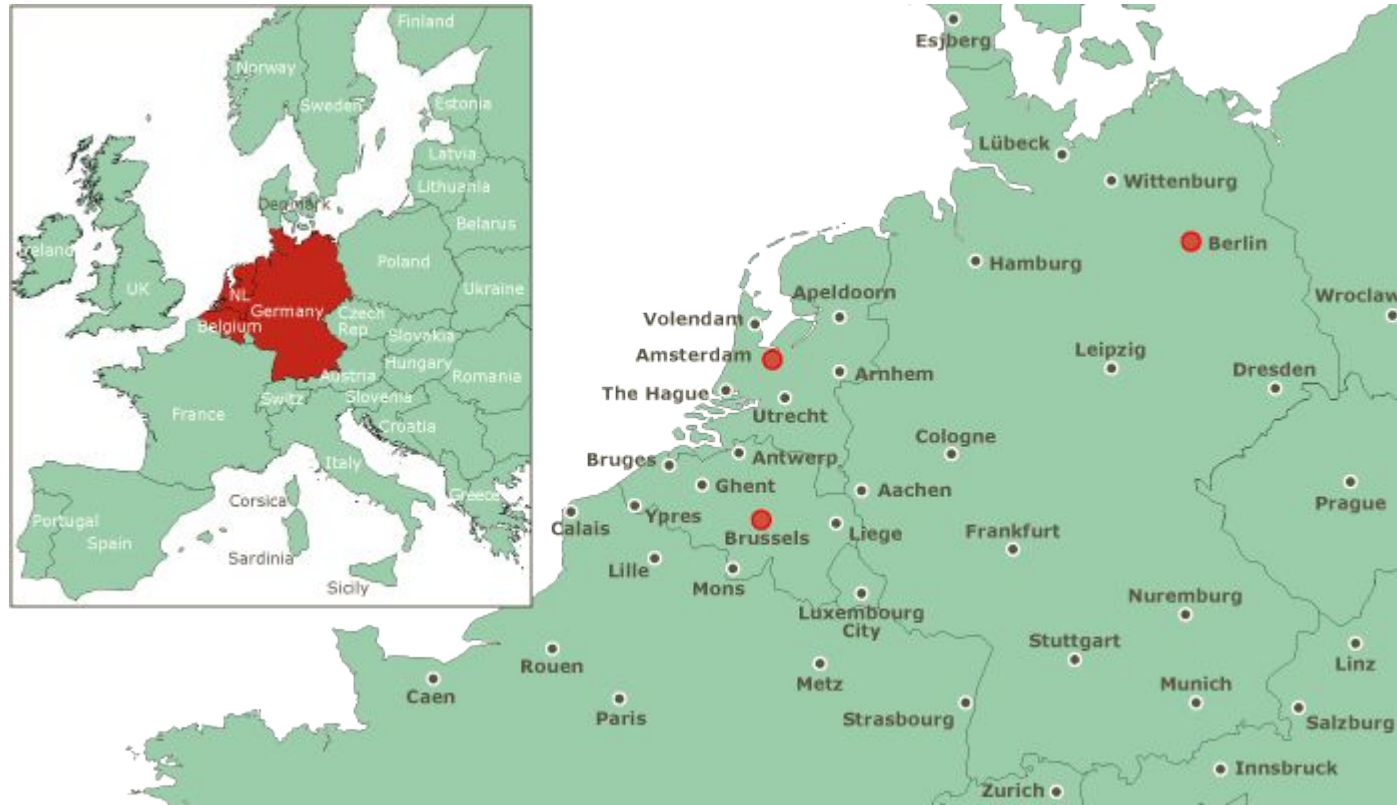 Finland
Norway
Sweden
Estonia
Latvia
Lithuania
Denmark
Belarus
Ireland
UK
NL
Poland
Germany
Ukraine
Belgium
Czech
Rep
Slovakia
Hungary
Austria
Romania
France
Switz
Slovenia
Croatia
Italy
Corsica
Greece
Portugal
Spain
Sardinia
Sicily
Esjberg
Lübeck
Wittenburg
Berlin
Hamburg
Apeldoorn
Wroclaw
Volendam
Amsterdam
Leipzig
Arnhem
Dresden
The Hague
Utrecht
Cologne
Antwerp
Bruges
Ghent
Aachen
Prague
Calais
Ypres
Brussels
Liege
Frankfurt
Lille
Mons
Luxembourg
City
Nuremburg
Stuttgart
Rouen
Linz
Metz
Caen
Munich
Paris
Strasbourg
Salzburg
Innsbruck
Zurich